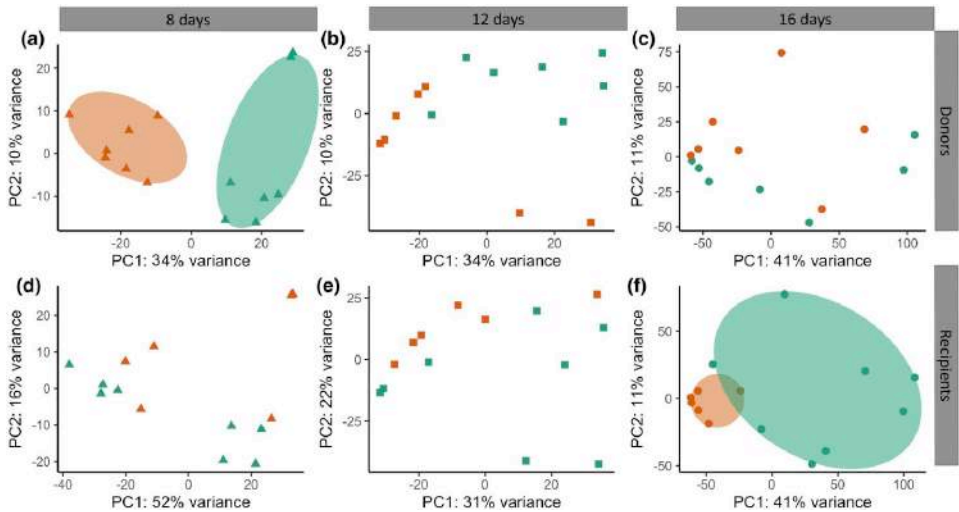 8 days
12 days
16 days
(a)
PC2: 10% variance
20
10
0
-10
-20
0
20
PC1: 34% variance
(b)
PC2: 10% variance
25
0
-25
-20
0
20
PC1: 34% variance
(c)
PC2: 11% variance
75
50
25
0
-25
-50
-50
0
50
100
PC1: 41% variance
Donors
(d)
PC2: 16% variance
20
10
0
-10
-20
-40
-20
0
20
PC1: 52% variance
(e)
PC2: 22% variance
25
0
-25
-20
0
20
PC1: 31% variance
(f)
PC2: 11% variance
50
0
-50
-50
0
50
100
PC1: 41% variance
Recipients